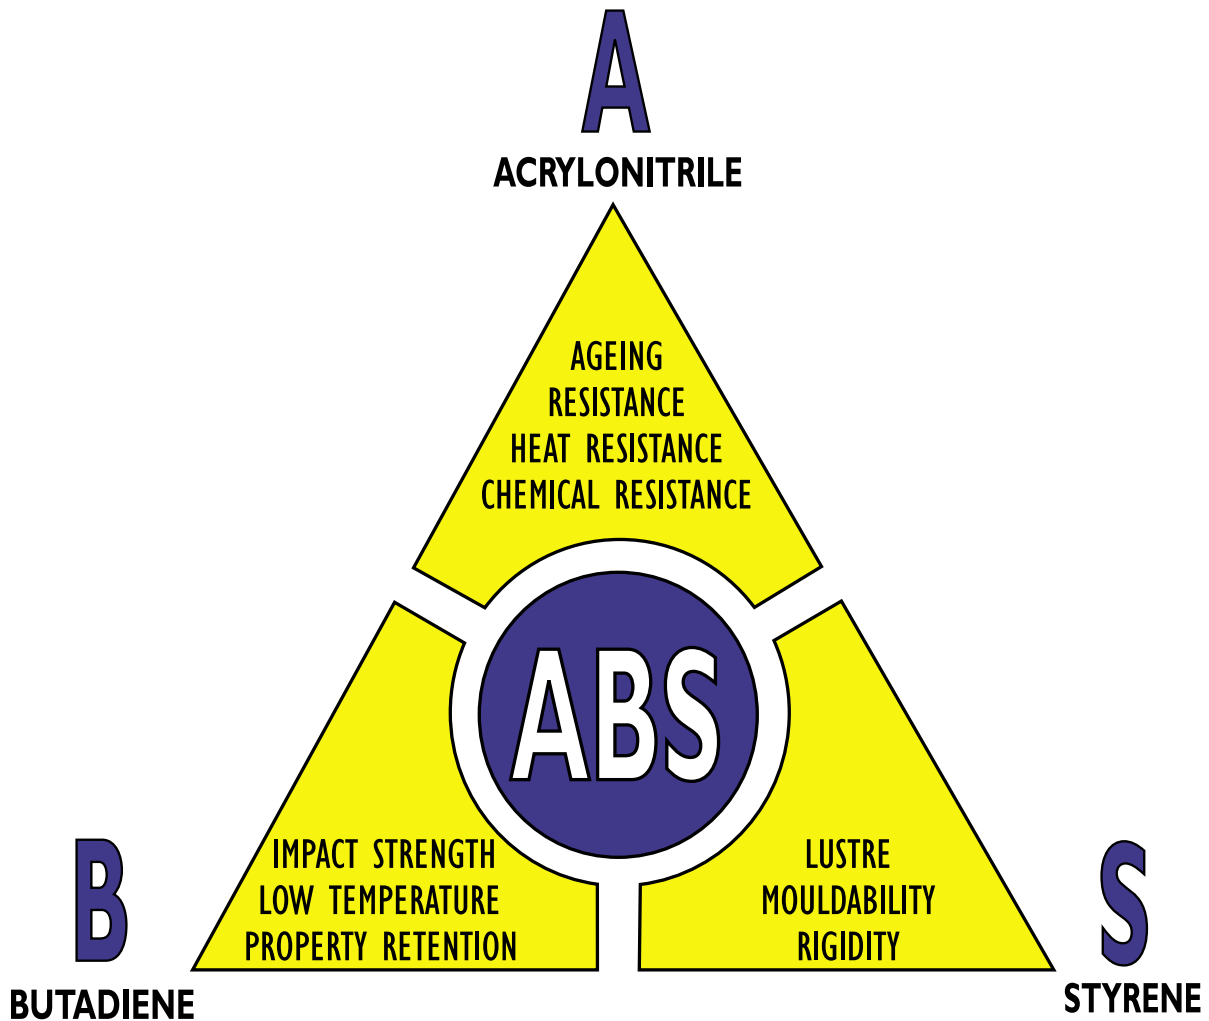 A
ACRYLONITRILE
AGEING
RESISTANCE
HEAT RESISTANCE
CHEMICAL RESISTANCE
ABS
B
BUTADIENE
IMPACT STRENGTH
LOW TEMPERATURE
PROPERTY RETENTION
LUSTRE
MOULDABILITY
RIGIDITY
S
STYRENE